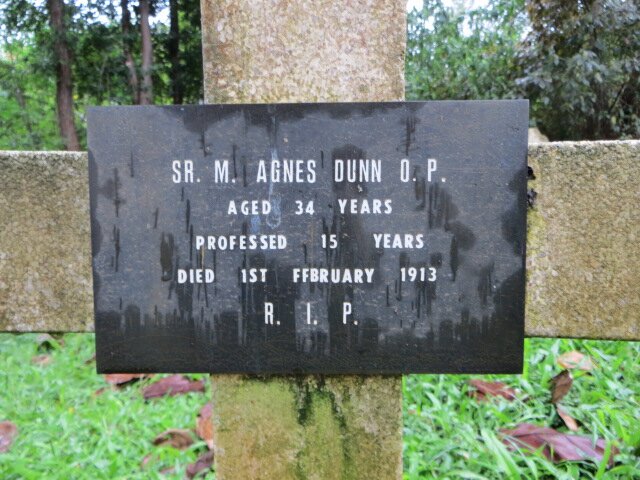 SR. M. AGNES DUNN O.P.
AGED 34 YEARS
PROFESSED 15 YEARS
DIED 1ST FFBRUARY 1913
R. I. P.